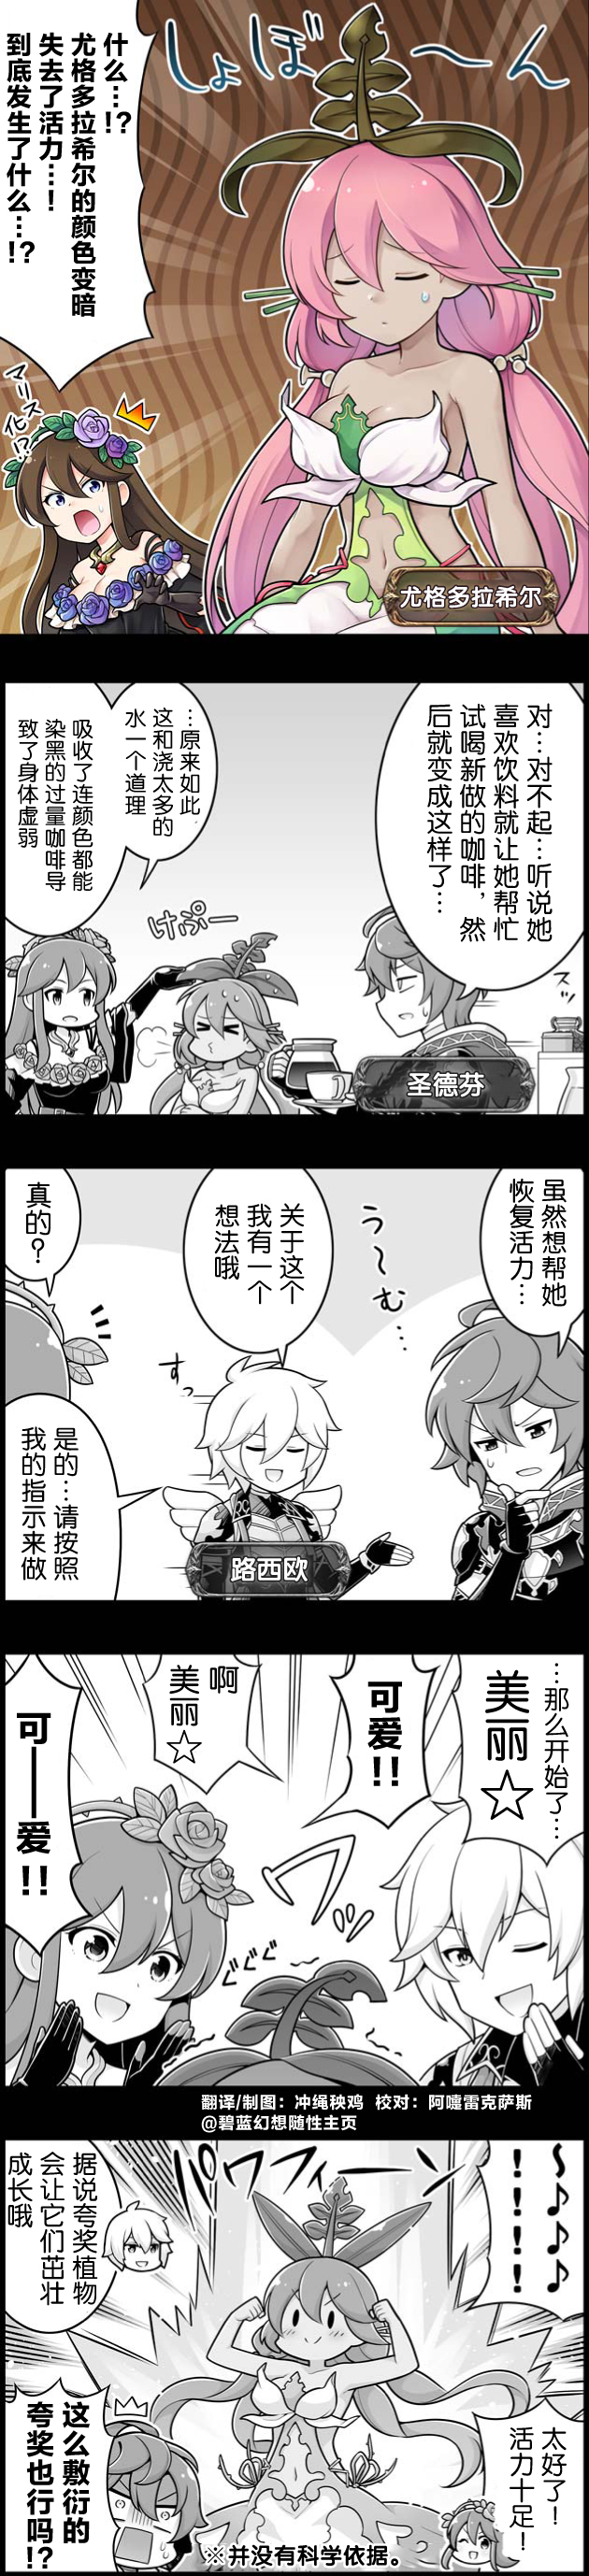 什么…!?
尤格多拉希尔的颜色变暗
失去了活力…!
到底发生了什么…!?
しょぼ〜ん
マリス
化!?
尤格多拉希尔
对…对不起…听说她
喜欢饮料就让她帮忙
试喝新做的咖啡，然
后就变成这样了…
…原来如此.
这和浇太多的
水一个道理
吸收了连颜色都能
染黑的过量咖啡导
致了身体虚弱
けぷー
スッ
圣德芬
虽然想帮她
恢复活力…
う〜む…
关于这个
我有一个
想法哦
真的？
すっ
是的…请按照
我的指示来做
路西欧
…那么开始了…
美丽☆
可爱!!
啊
美丽☆
可——爱!!
ぐぐぐ
翻译/制图：冲绳秧鸡 校对：阿嚏雷克萨斯
@碧蓝幻想随性主页
～♪♪♪
!!!!
パワフィーン
据说夸奖植物
会让它们茁壮
成长哦
太好了！
活力十足！
这么敷衍的
夸奖也行吗!?
※并没有科学依据。